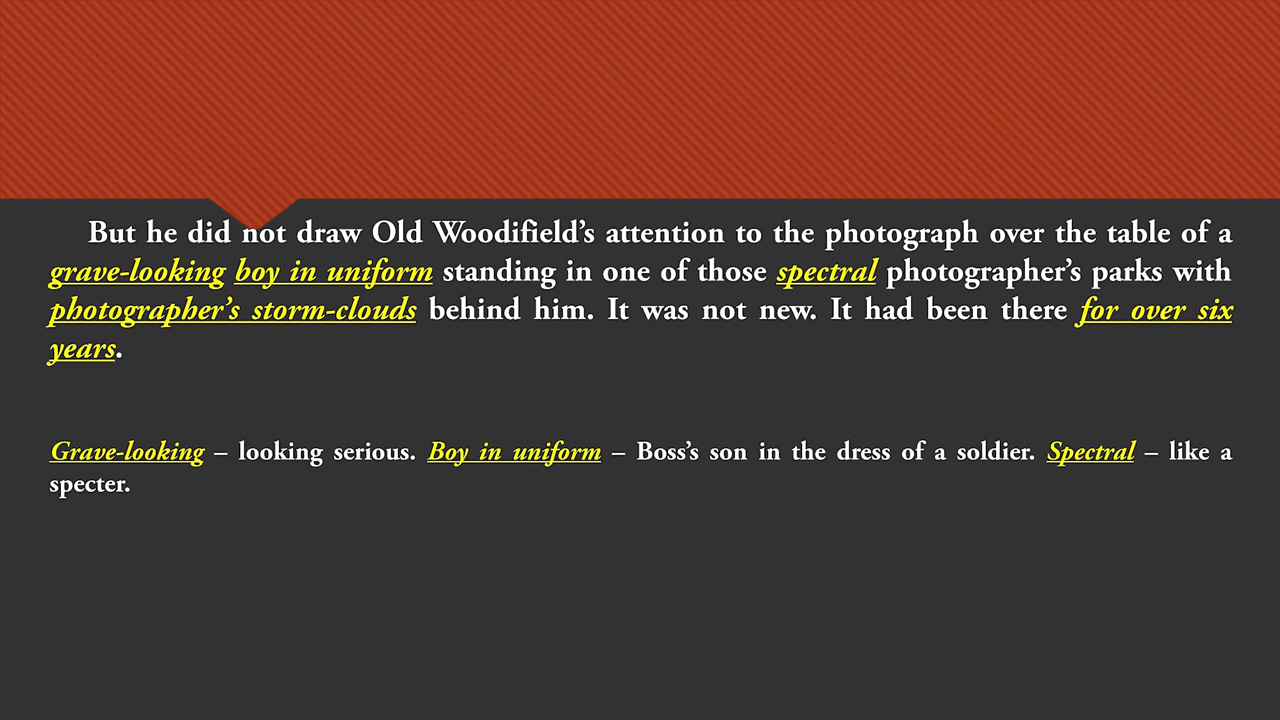 But he did not draw Old Woodifield’s attention to the photograph over the table of a
grave-looking boy in uniform standing in one of those spectral photographer’s parks with
photographer’s storm-clouds behind him. It was not new. It had been there for over six
years.
Grave-looking – looking serious. Boy in uniform – Boss’s son in the dress of a soldier. Spectral – like a
specter.